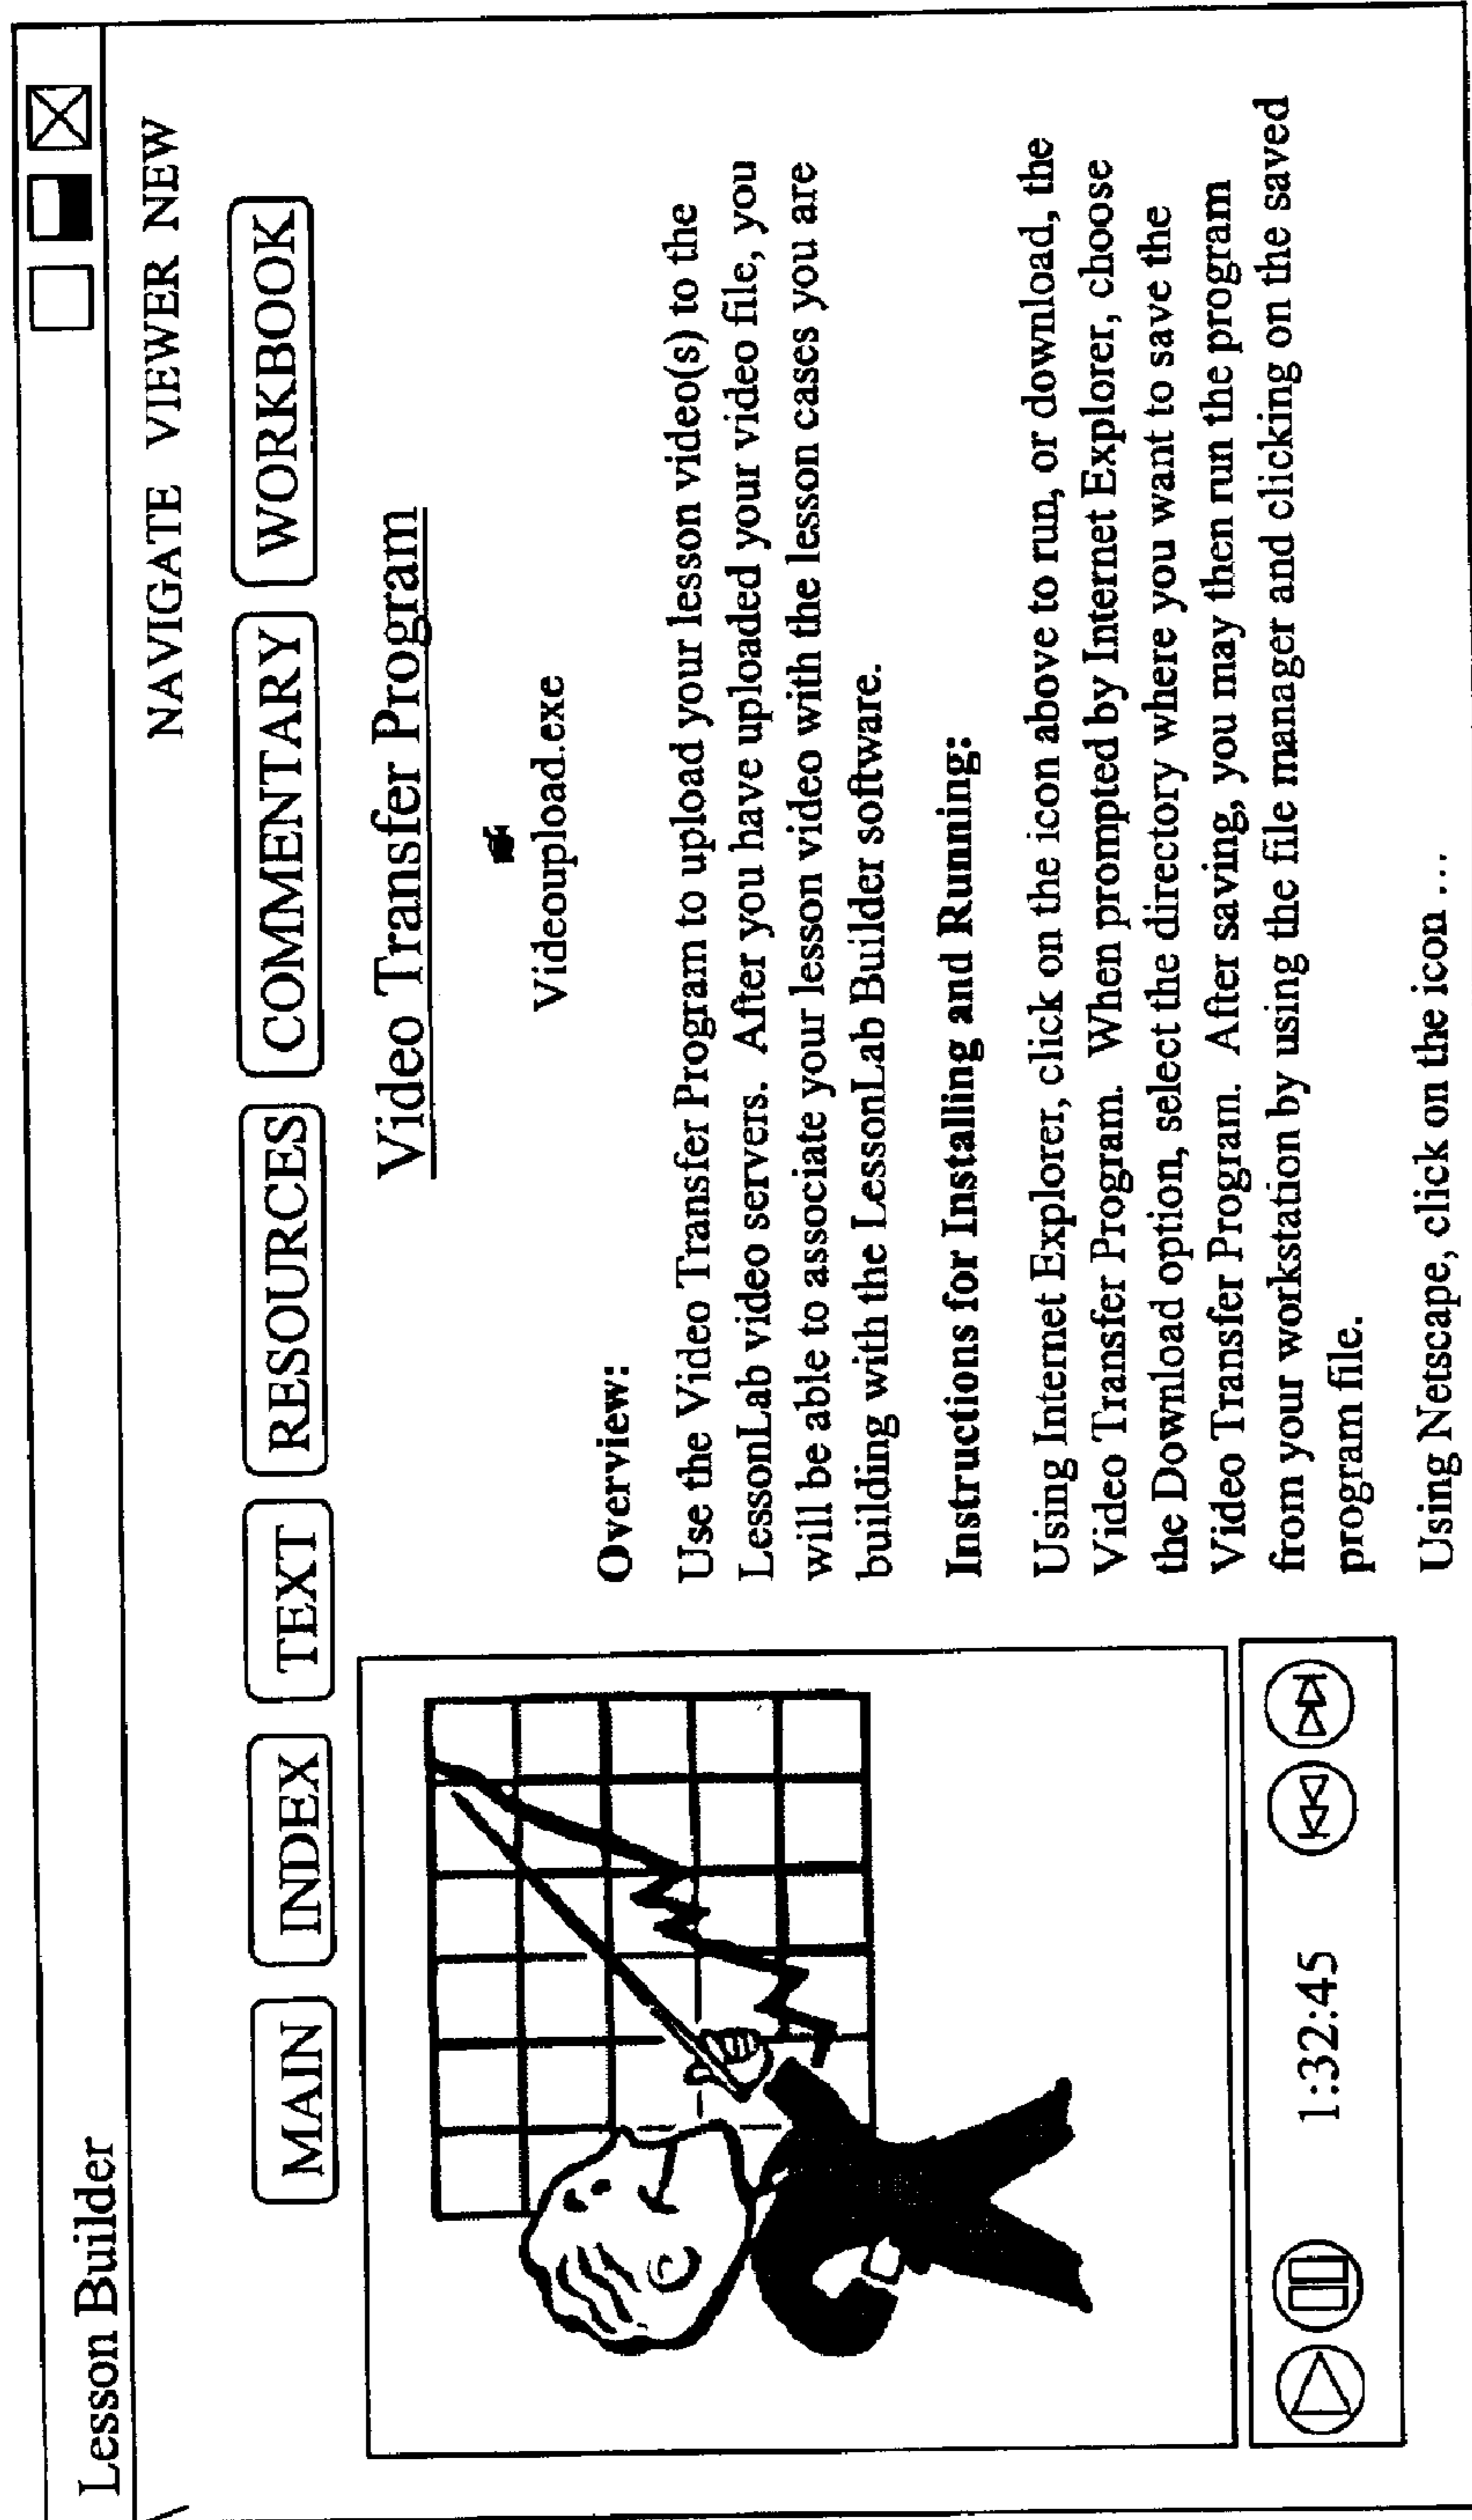 Lesson Builder
NAVIGATE VIEWER NEW
MAIN INDEX TEXT RESOURCES COMMENTARY WORKBOOK
Video Transfer Program
Videoupload.exe
Overview:
Use the Video Transfer Program to upload your lesson video(s) to the
LessonLab video servers. After you have uploaded your video file, you
will be able to associate your lesson video with the lesson cases you are
building with the LessonLab Builder software.
Instructions for Installing and Running:
Using Internet Explorer, click on the icon above to run, or download, the
Video Transfer Program. When prompted by Internet Explorer, choose
the Download option, select the directory where you want to save the
Video Transfer Program. After saving, you may then run the program
from your workstation by using the file manager and clicking on the saved
program file.
Using Netscape, click on the icon ...
1:32:45